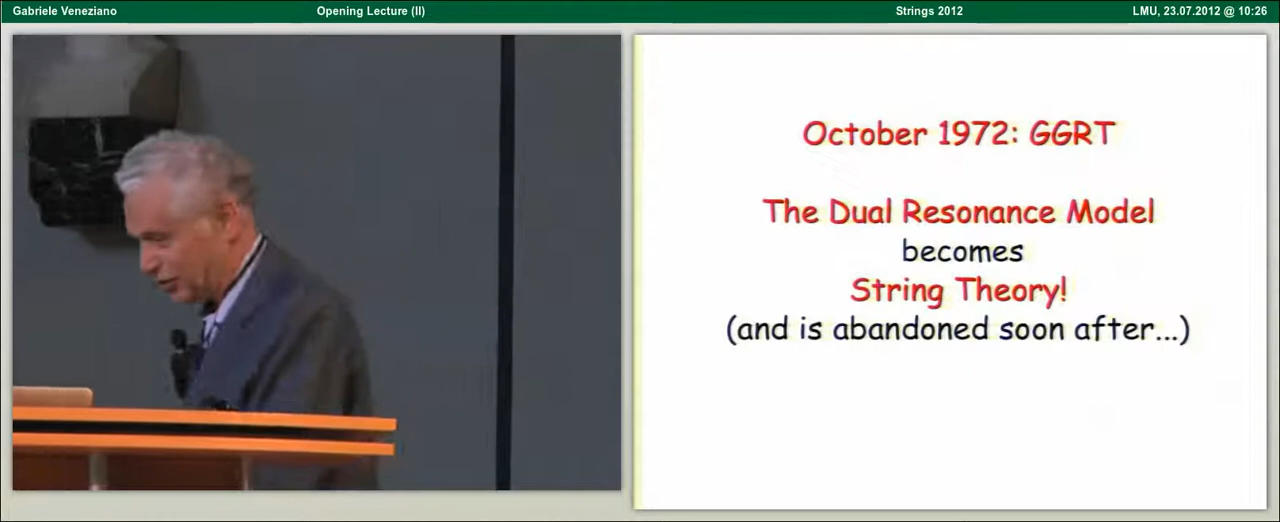 Gabriele Veneziano Opening Lecture (II) Strings 2012 LMU, 23.07.2012 @ 10:26
October 1972: GGRT
The Dual Resonance Model
becomes
String Theory!
(and is abandoned soon after...)